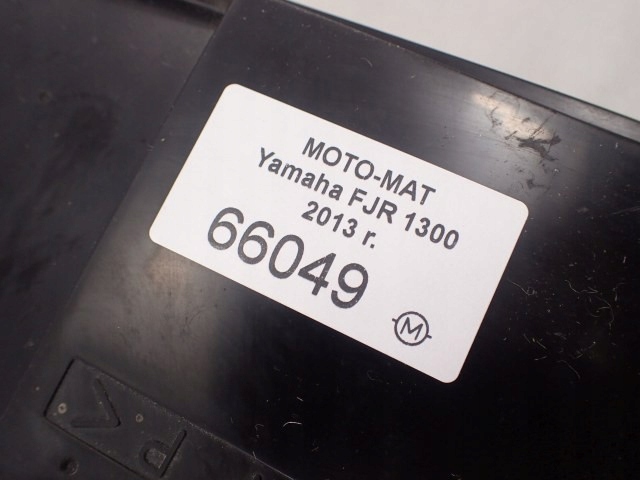 MOTO-MAT
Yamaha FJR 1300
2013 r.
66049
M